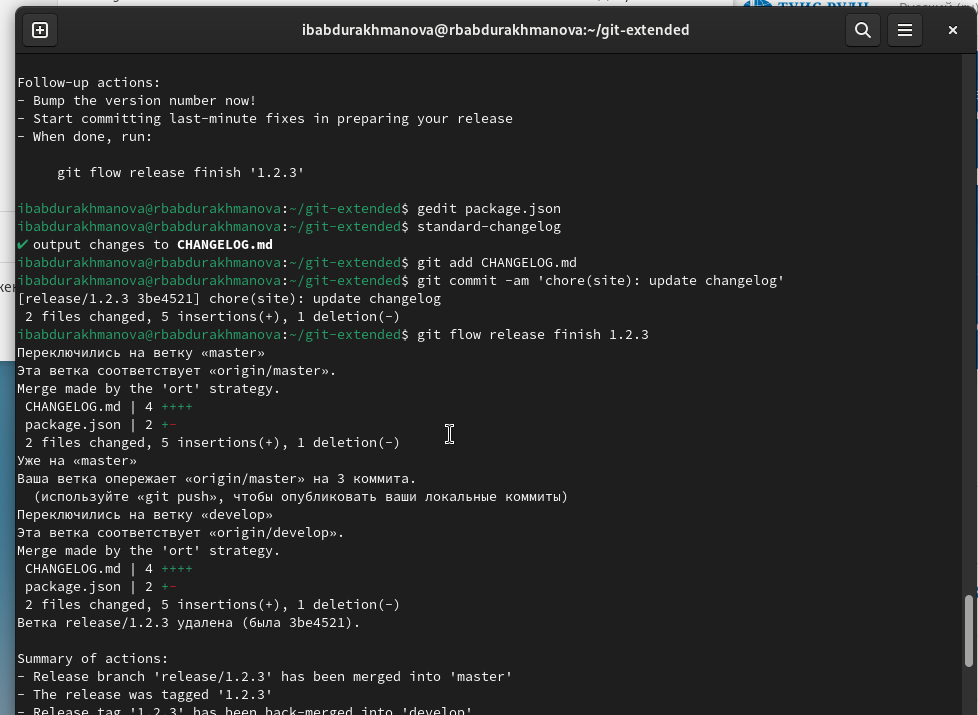 ibabdurakhmanova@rbabdurakhmanova:~/git-extended
Follow-up actions:
- Bump the version number now!
- Start committing last-minute fixes in preparing your release
- When done, run:
git flow release finish '1.2.3'
ibabdurakhmanova@rbabdurakhmanova:~/git-extended$ gedit package.json
ibabdurakhmanova@rbabdurakhmanova:~/git-extended$ standard-changelog
✔ output changes to CHANGELOG.md
ibabdurakhmanova@rbabdurakhmanova:~/git-extended$ git add CHANGELOG.md
ibabdurakhmanova@rbabdurakhmanova:~/git-extended$ git commit -am 'chore(site): update changelog'
[release/1.2.3 3be4521] chore(site): update changelog
2 files changed, 5 insertions(+), 1 deletion(-)
ibabdurakhmanova@rbabdurakhmanova:~/git-extended$ git flow release finish 1.2.3
Переключились на ветку «master»
Эта ветка соответствует «origin/master».
Merge made by the 'ort' strategy.
CHANGELOG.md | 4 ++++
package.json | 2 +-
2 files changed, 5 insertions(+), 1 deletion(-)
Уже на «master»
Ваша ветка опережает «origin/master» на 3 коммита.
(используйте «git push», чтобы опубликовать ваши локальные коммиты)
Переключились на ветку «develop»
Эта ветка соответствует «origin/develop».
Merge made by the 'ort' strategy.
CHANGELOG.md | 4 ++++
package.json | 2 +-
2 files changed, 5 insertions(+), 1 deletion(-)
Ветка release/1.2.3 удалена (была 3be4521).
Summary of actions:
- Release branch 'release/1.2.3' has been merged into 'master'
- The release was tagged '1.2.3'
- Release tag '1.2.3' has been back-merged into 'develop'